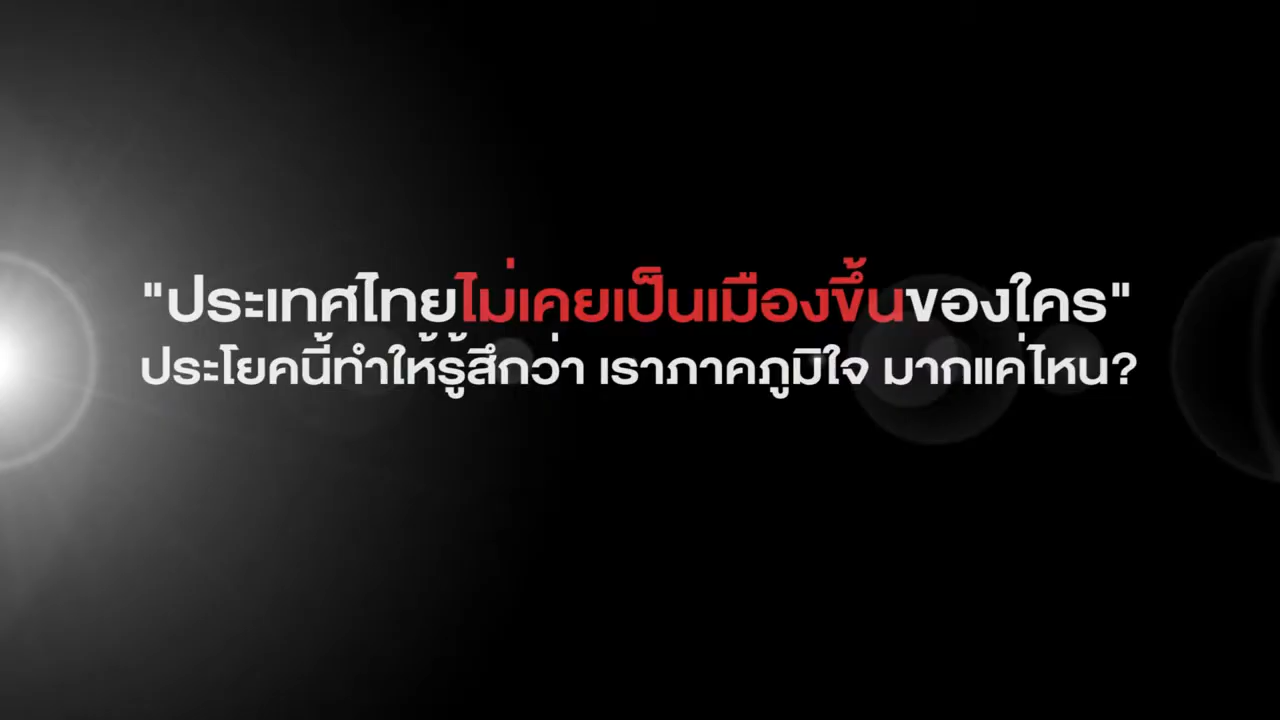 "ประเทศไทยไม่เคยเป็นเมืองขึ้นของใคร"
ประโยคนี้ทำให้รู้สึกว่า เราภาคภูมิใจ มากแค่ไหน?